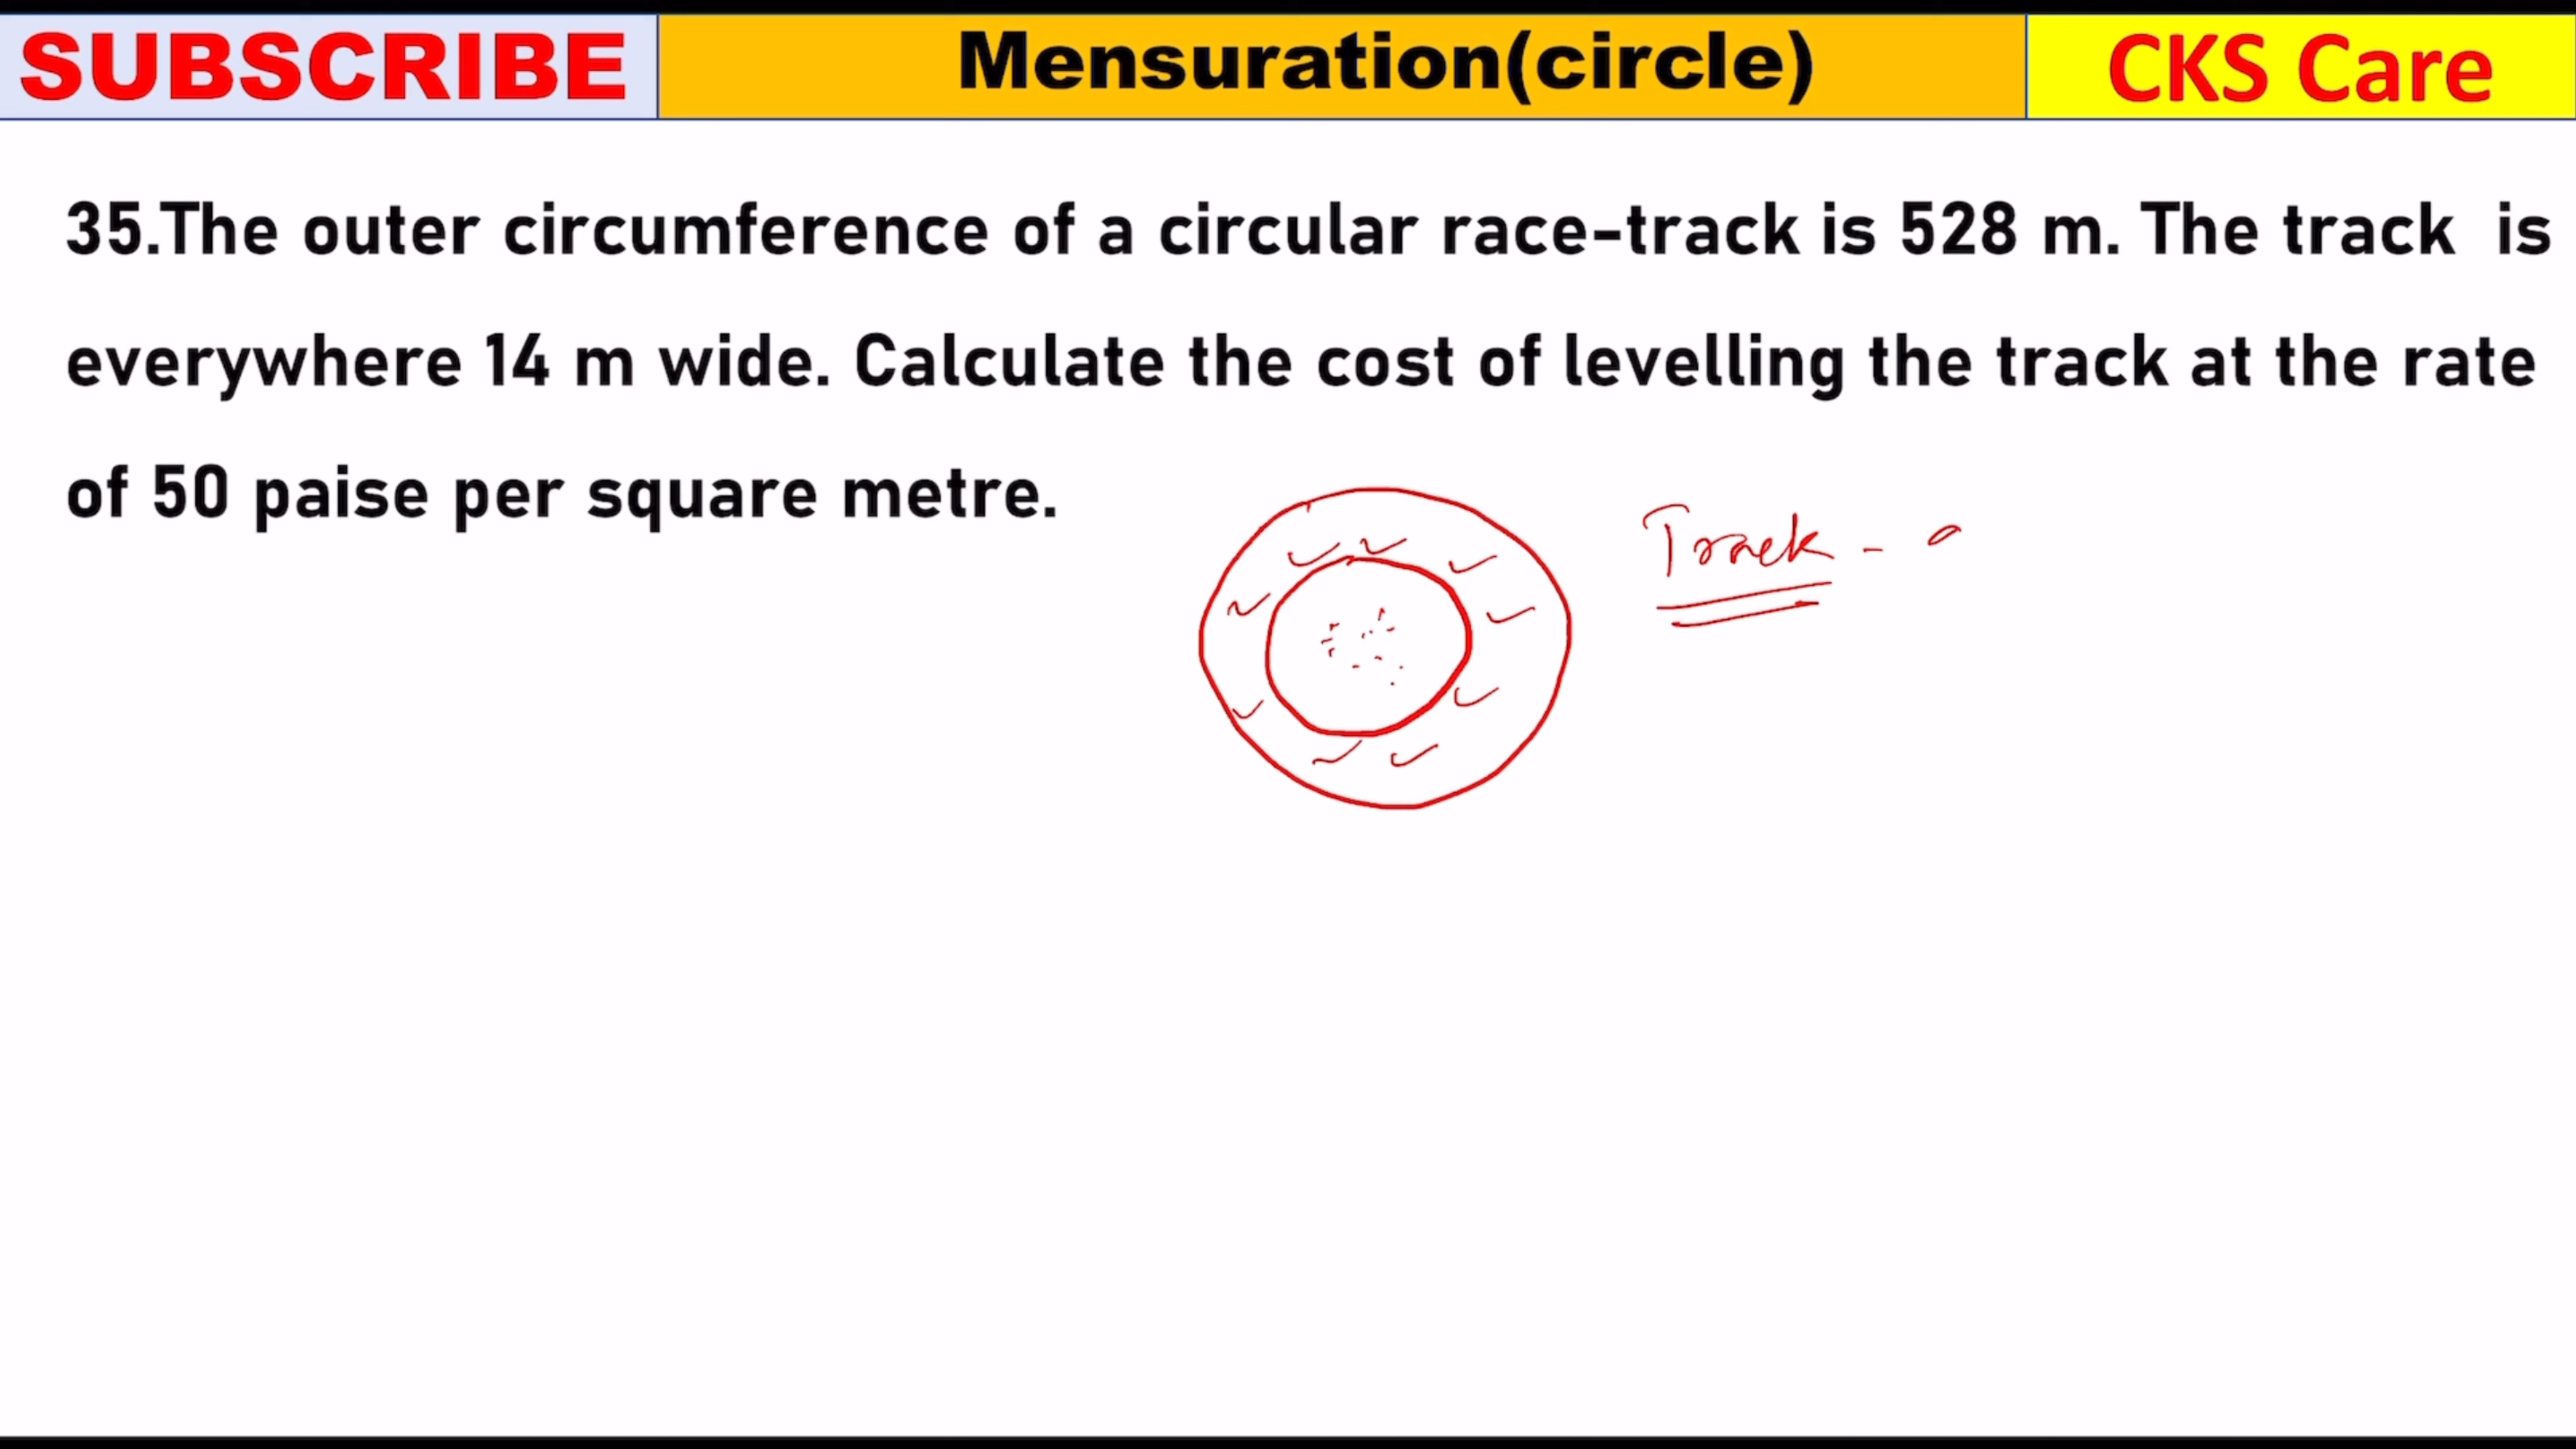 SUBSCRIBE
Mensuration(circle)
CKS Care
35.The outer circumference of a circular race-track is 528 m. The track is
everywhere 14 m wide. Calculate the cost of levelling the track at the rate
of 50 paise per square metre.
Track -